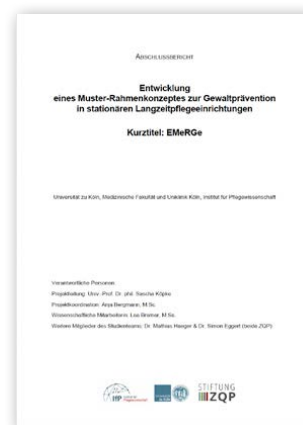 ABSCHLUSSBERICHT
Entwicklung
eines Muster-Rahmenkonzeptes zur Gewaltprävention
in stationären Langzeitpflegeeinrichtungen
Kurztitel: EMeRGe
Universität zu Köln, Medizinische Fakultät und Uniklinik Köln, Institut für Pflegewissenschaft
Verantwortliche Personen
Projektleitung: Univ.-Prof. Dr. phil. Sascha Köpke
Projektkoordination: Anja Bergmann, M.Sc.
Wissenschaftliche Mitarbeiterin: Lisa Bremer, M.Sc.
Weitere Mitglieder des Studienteams: Dr. Mathias Haeger & Dr. Simon Eggert (beide ZQP)
STIFTUNG
ZQP